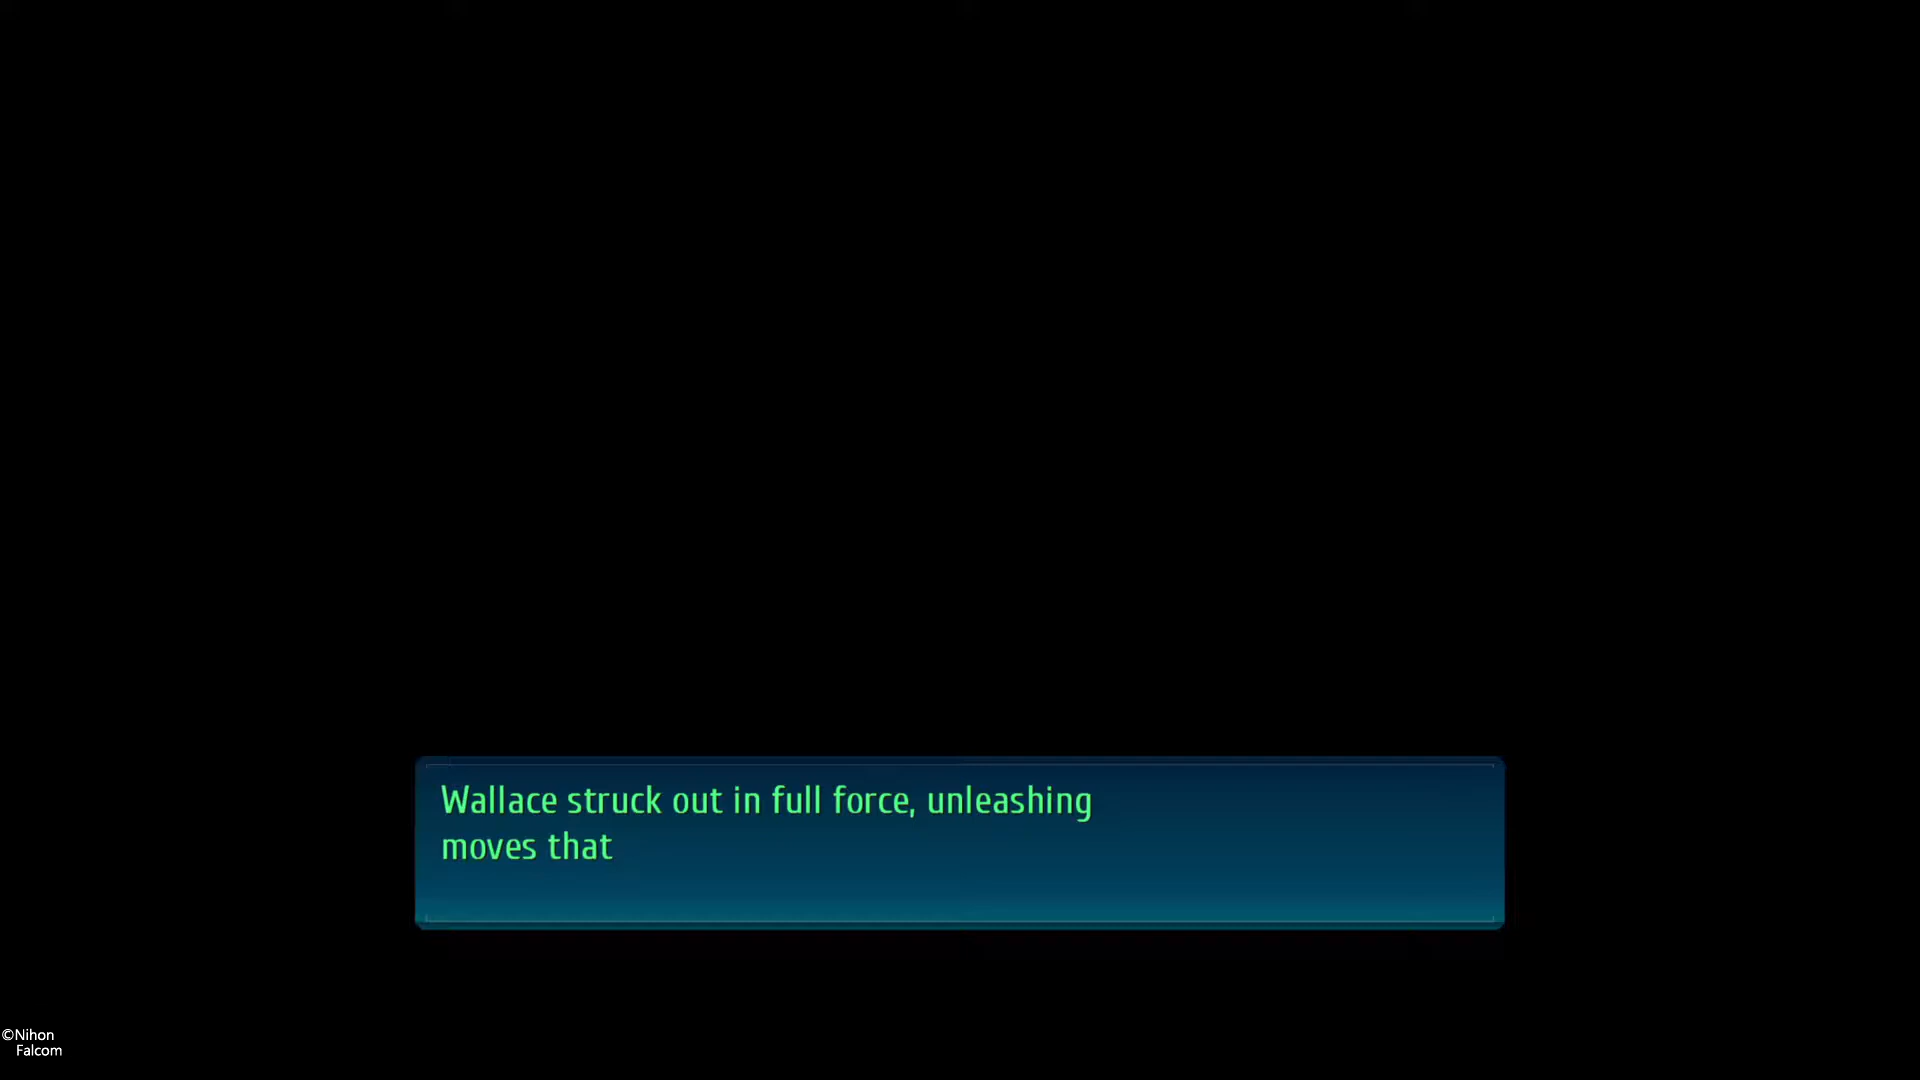 Wallace struck out in full force, unleashing
moves that
©Nihon
Falcom